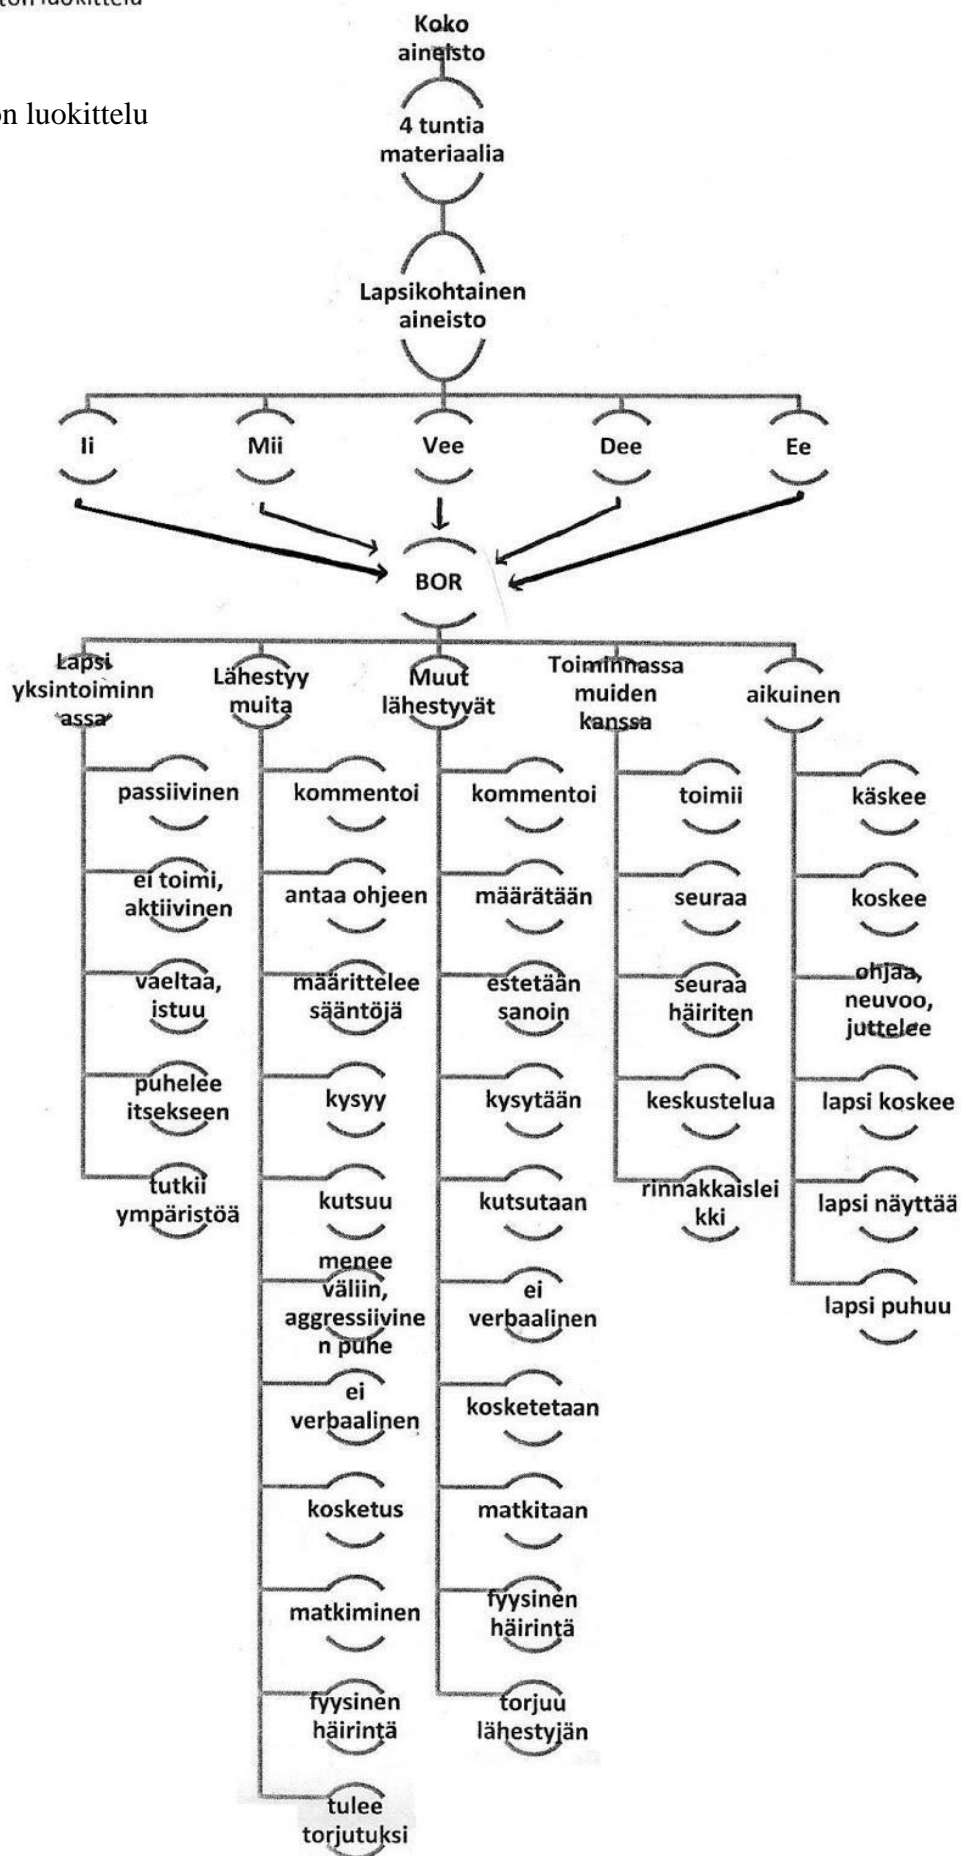 luokittelu
on luokittelu
Koko
aineisto
4 tuntia
materiaalia
Lapsikohtainen
aineisto
Ii
Mii
Vee
Dee
Ee
BOR
Lapsi
yksintoiminn
assa
Lähestyy
muita
Muut
lähestyvät
Toiminnassa
muiden
kanssa
aikuinen
passiivinen
ei toimi,
aktiivinen
vaeltaa,
istuu
puhelee
itsekseen
tutkii
ympäristöä
kommentoi
antaa ohjeen
määrittelee
sääntöjä
kysyy
kutsuu
menee
väliin,
aggressiivine
n puhe
ei
verbaalinen
kosketus
matkiminen
fyysinen
häirintä
tulee
torjutuksi
kommentoi
määrätään
estetään
sanoin
kysytään
kutsutaan
ei
verbaalinen
kosketetaan
matkitaan
fyysinen
häirintä
torjuu
lähestyjän
toimii
seuraa
seuraa
häiriten
keskustelua
rinnakkaislei
kki
käskee
koskee
ohjaa,
neuvoo,
juttelee
lapsi koskee
lapsi näyttää
lapsi puhuu